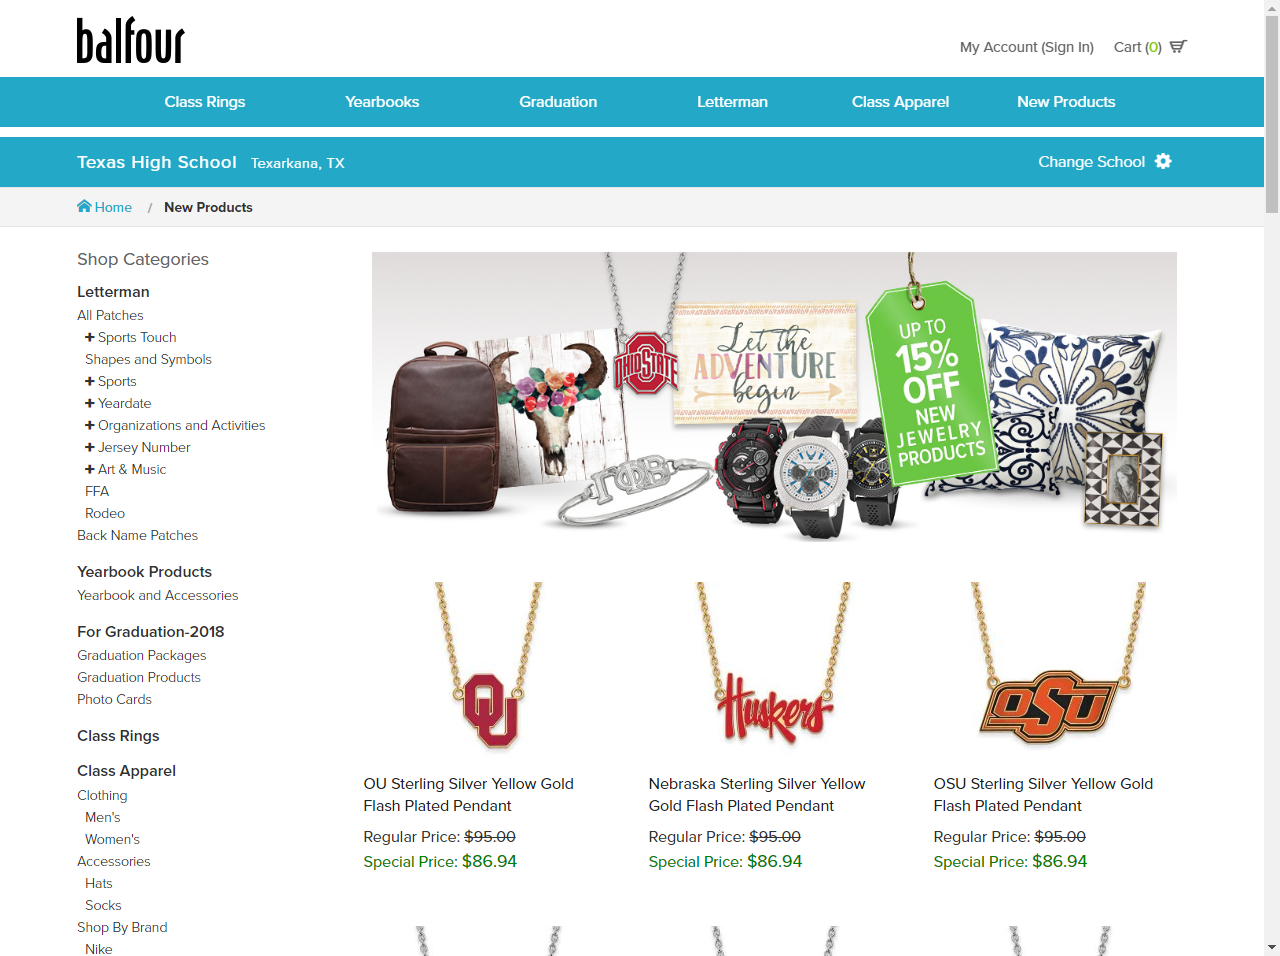 balfour
My Account (Sign In) Cart (0)
Class Rings Yearbooks Graduation Letterman Class Apparel New Products
Texas High School Texarkana, TX Change School
Home / New Products
Shop Categories
Letterman
All Patches
Sports Touch
Shapes and Symbols
Sports
Yeardate
Organizations and Activities
Jersey Number
Art & Music
FFA
Rodeo
Back Name Patches
Yearbook Products
Yearbook and Accessories
For Graduation-2018
Graduation Packages
Graduation Products
Photo Cards
Class Rings
Class Apparel
Clothing
Men's
Women's
Accessories
Hats
Socks
Shop By Brand
Nike
OHIO STATE
Let the
ADVENTURE
begin
UP TO
15%
OFF
NEW
JEWELRY
PRODUCTS
ΓΦΒ
OU
Huskers
OSU
OU Sterling Silver Yellow Gold
Flash Plated Pendant
Regular Price: $95.00
Special Price: $86.94
Nebraska Sterling Silver Yellow
Gold Flash Plated Pendant
Regular Price: $95.00
Special Price: $86.94
OSU Sterling Silver Yellow Gold
Flash Plated Pendant
Regular Price: $95.00
Special Price: $86.94